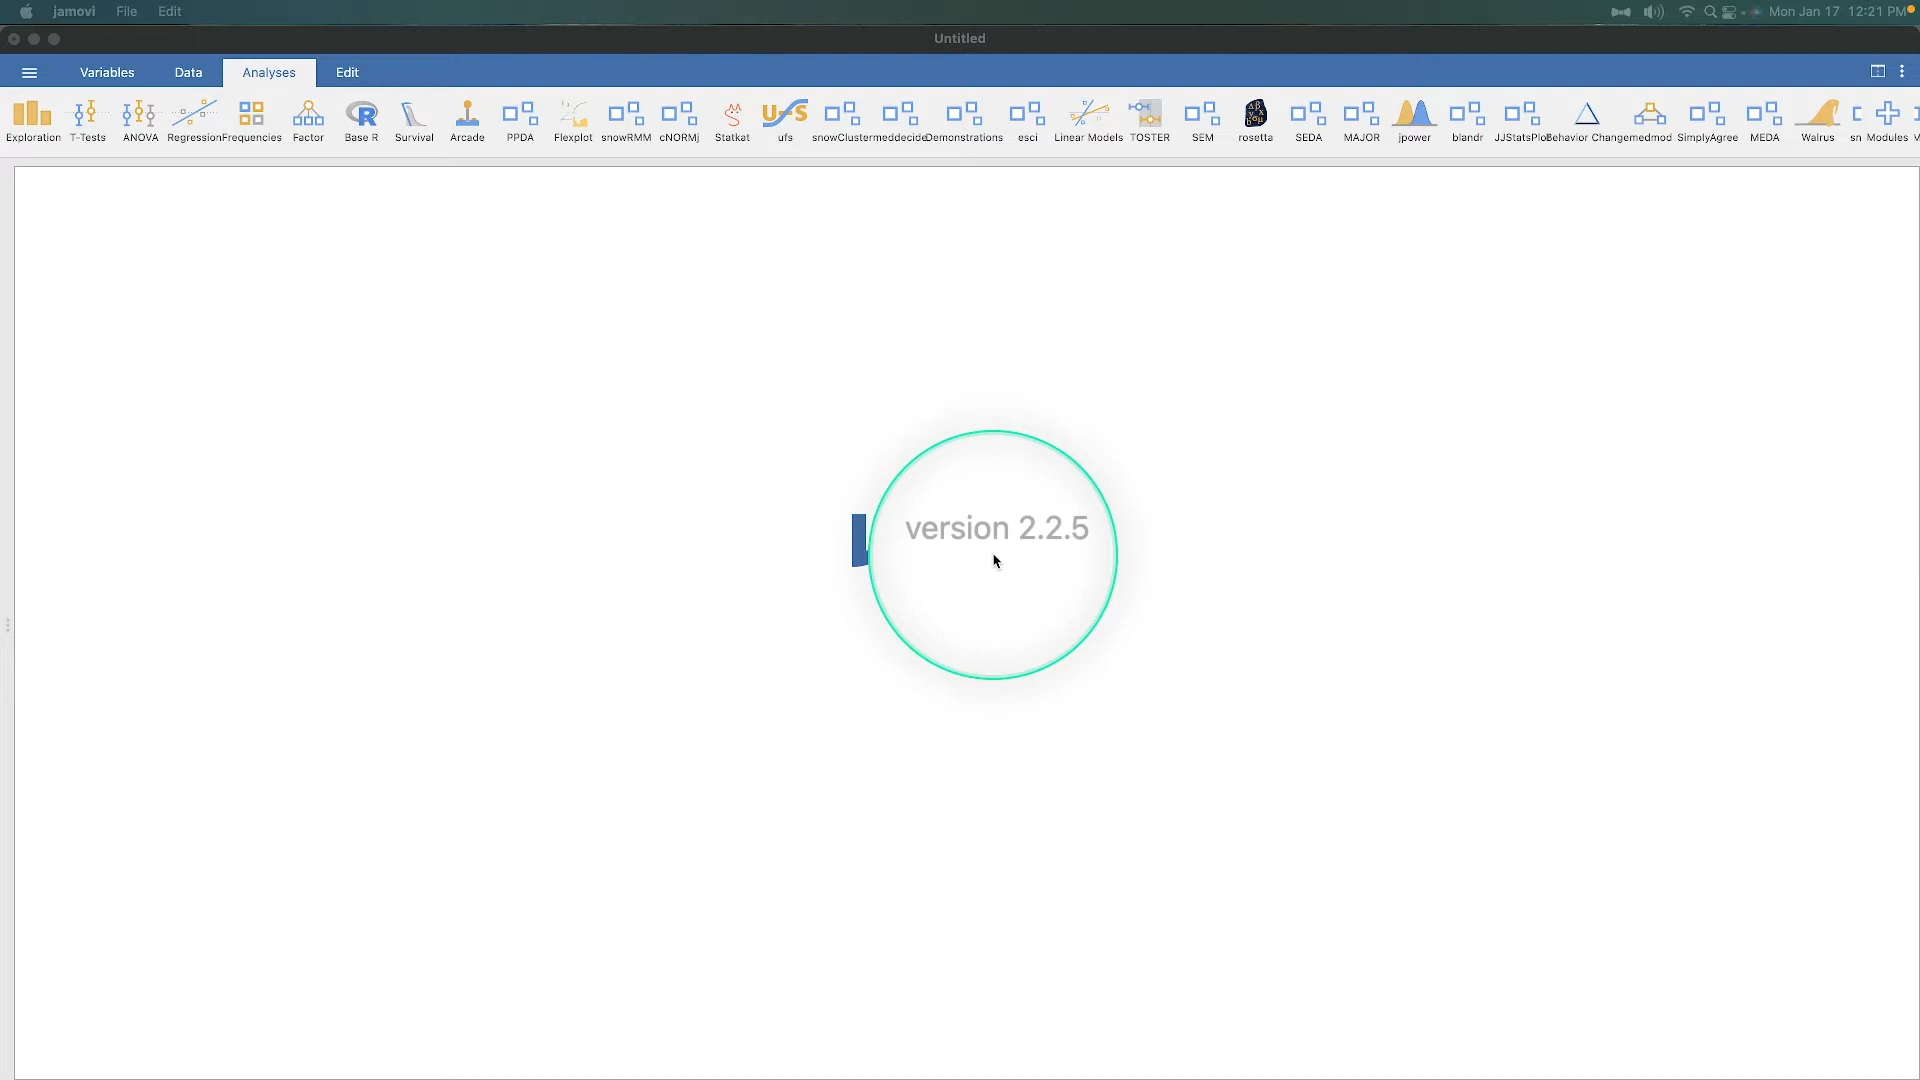 jamovi File Edit
Mon Jan 17 12:21 PM
Untitled
Variables Data Analyses Edit
Exploration T-Tests ANOVA Regression Frequencies Factor Base R Survival Arcade PPDA Flexplot snowRMM cNORMj Statkat ufs snowCluster meddecide Demonstrations esci Linear Models TOSTER SEM rosetta SEDA MAJOR jpower blandr JJStatsPlo Behavior Change medmod SimplyAgree MEDA Walrus sn Modules
version 2.2.5